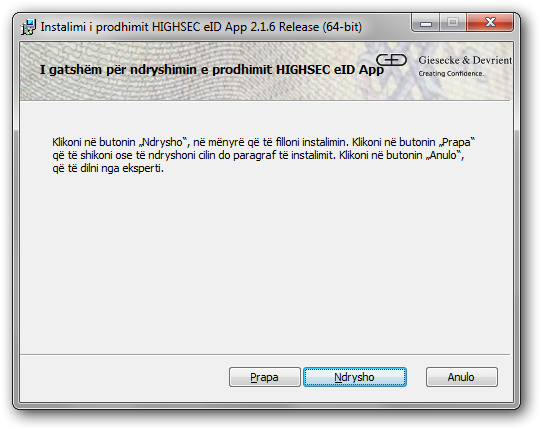 Instalimi i prodhimit HIGHSEC eID App 2.1.6 Release (64-bit)
I gatshëm për ndryshimin e prodhimit HIGHSEC eID App
Giesecke & Devrient
Creating Confidence.
Klikoni në butonin „Ndrysho“, në mënyrë që të filloni instalimin. Klikoni në butonin „Prapa“
që të shikoni ose të ndryshoni cilin do paragraf të instalimit. Klikoni në butonin „Anulo“,
që të dilni nga eksperti.
Prapa
Ndrysho
Anulo